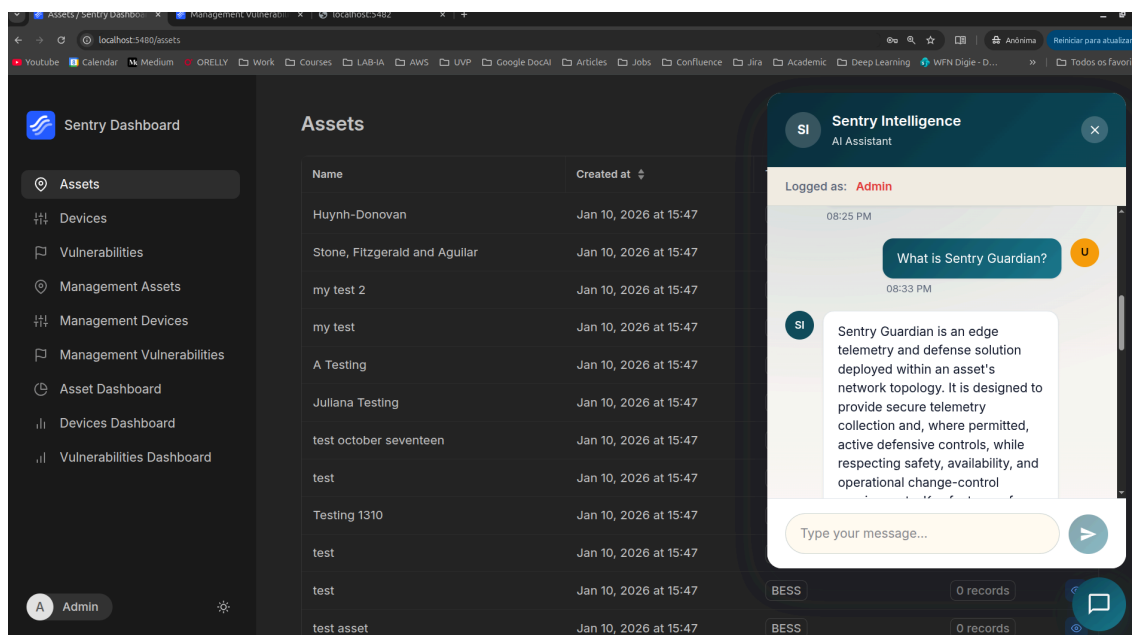 Assets / Sentry Dashboa
Management Vulnerabili
localhost:5482
localhost:5480/assets
Anônima
Reiniciar para atualizar
Youtube
Calendar
Medium
ORELLY
Work
Courses
LAB-IA
AWS
UVP
Google DocAI
Articles
Jobs
Confluence
Jira
Academic
Deep Learning
WFN Digie - D...
Todos os favori
Sentry Dashboard
Assets
Devices
Vulnerabilities
Management Assets
Management Devices
Management Vulnerabilities
Asset Dashboard
Devices Dashboard
Vulnerabilities Dashboard
A Admin
Assets
Name Created at
Huynh-Donovan Jan 10, 2026 at 15:47
Stone, Fitzgerald and Aguilar Jan 10, 2026 at 15:47
my test 2 Jan 10, 2026 at 15:47
my test Jan 10, 2026 at 15:47
A Testing Jan 10, 2026 at 15:47
Juliana Testing Jan 10, 2026 at 15:47
test october seventeen Jan 10, 2026 at 15:47
test Jan 10, 2026 at 15:47
Testing 1310 Jan 10, 2026 at 15:47
test Jan 10, 2026 at 15:47
test Jan 10, 2026 at 15:47 BESS 0 records
test asset Jan 10, 2026 at 15:47 BESS 0 records
SI
Sentry Intelligence
AI Assistant
Logged as: Admin
08:25 PM
What is Sentry Guardian?
U
08:33 PM
SI
Sentry Guardian is an edge
telemetry and defense solution
deployed within an asset's
network topology. It is designed to
provide secure telemetry
collection and, where permitted,
active defensive controls, while
respecting safety, availability, and
operational change-control
Type your message...